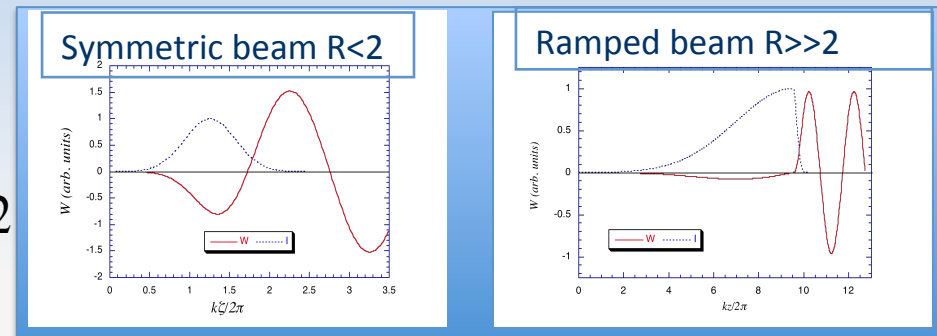 Symmetric beam R<2
Ramped beam R>>2
2
2
1.5
1
0.5
0
-0.5
-1
-1.5
-2
W (arb. units)
W I
0 0.5 1 1.5 2 2.5 3 3.5
kζ/2π
1
0.5
0
-0.5
-1
W (arb. units)
W I
0 2 4 6 8 10 12
kz/2π